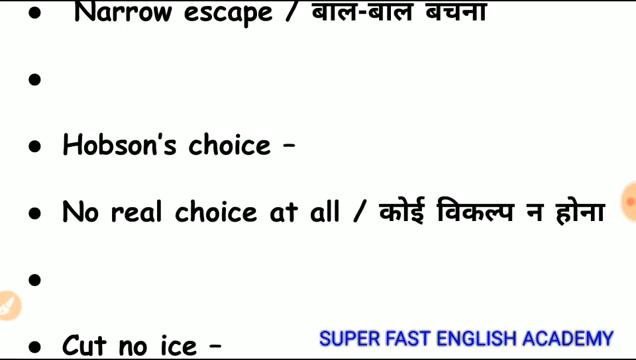 Narrow escape / बाल-बाल बचना
Hobson's choice –
No real choice at all / कोई विकल्प न होना
Cut no ice –
SUPER FAST ENGLISH ACADEMY